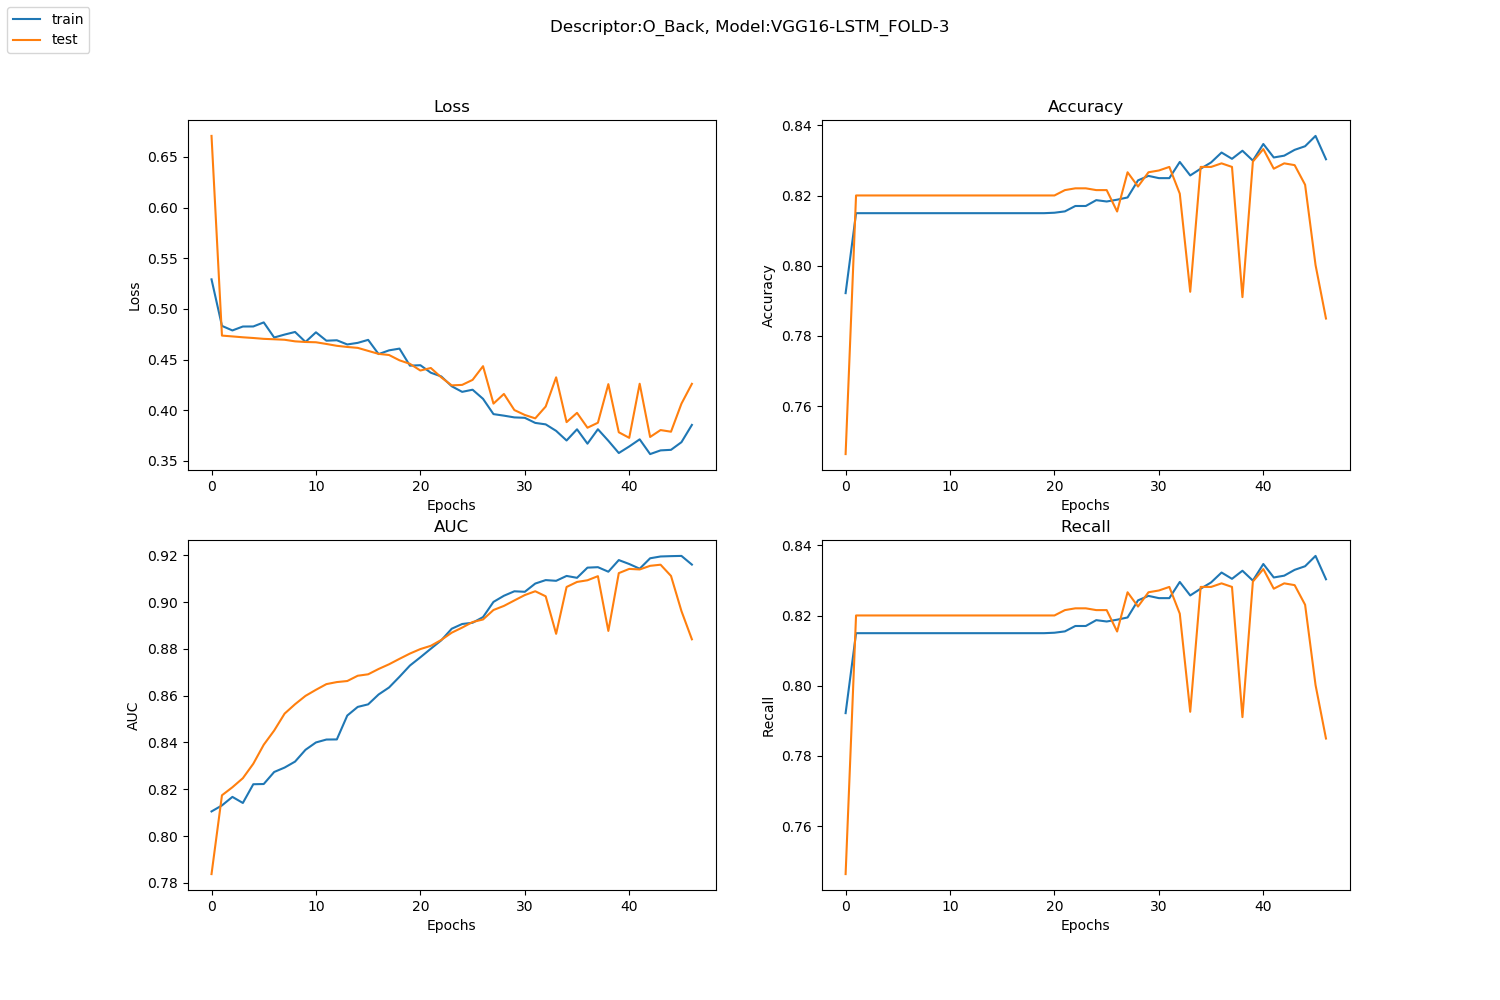 train
test
Descriptor:O_Back, Model:VGG16-LSTM_FOLD-3
Loss
Loss
0.65
0.60
0.55
0.50
0.45
0.40
0.35
0 10 20 30 40
Epochs
Accuracy
Accuracy
0.84
0.82
0.80
0.78
0.76
0 10 20 30 40
Epochs
AUC
AUC
0.92
0.90
0.88
0.86
0.84
0.82
0.80
0.78
0 10 20 30 40
Epochs
Recall
Recall
0.84
0.82
0.80
0.78
0.76
0 10 20 30 40
Epochs